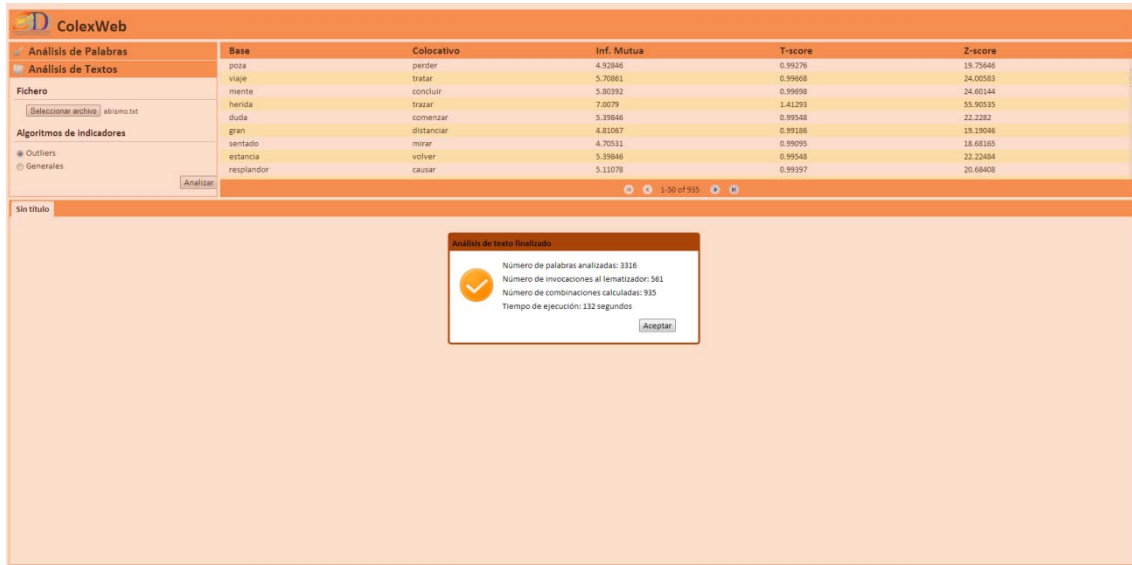 3D ColexWeb
Análisis de Palabras
Análisis de Textos
Fichero
Seleccionar archivo abismo.txt
Algoritmos de indicadores
Outliers
Generales
Analizar
Base Colocativo Inf. Mutua T-score Z-score
poza perder 4.92846 0.99276 19.75646
viaje tratar 5.70861 0.99668 24.00583
mente concluir 5.80392 0.99698 24.60144
herida trazar 7.0079 1.41293 55.90535
duda comenzar 5.39846 0.99548 22.2282
gran distanciar 4.81067 0.99186 19.19046
sentado mirar 4.70531 0.99095 18.68165
estancia volver 5.39846 0.99548 22.22484
resplandor causar 5.11078 0.99397 20.68408
1-50 of 935
Sin título
Análisis de texto finalizado
Número de palabras analizadas: 3316
Número de invocaciones al lematizador: 561
Número de combinaciones calculadas: 935
Tiempo de ejecución: 132 segundos
Aceptar